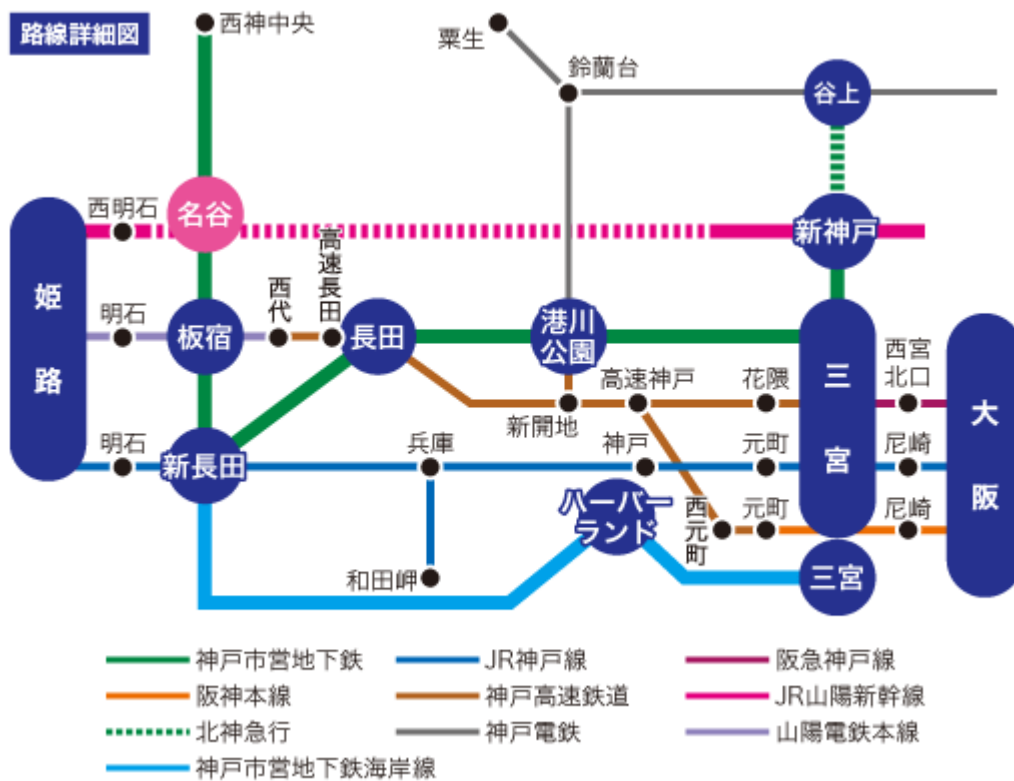 路線詳細図
西神中央
粟生
鈴蘭台
谷上
名谷
西明石
新神戸
姫路
明石
板宿
西代
高速長田
長田
港川
公園
三宮
西宮
北口
大阪
高速神戸
花隈
新開地
明石
新長田
兵庫
神戸
元町
尼崎
ハーバー
ランド
西元町
元町
尼崎
和田岬
三宮
神戸市営地下鉄
JR神戸線
阪急神戸線
阪神本線
神戸高速鉄道
JR山陽新幹線
北神急行
神戸電鉄
山陽電鉄本線
神戸市営地下鉄海岸線